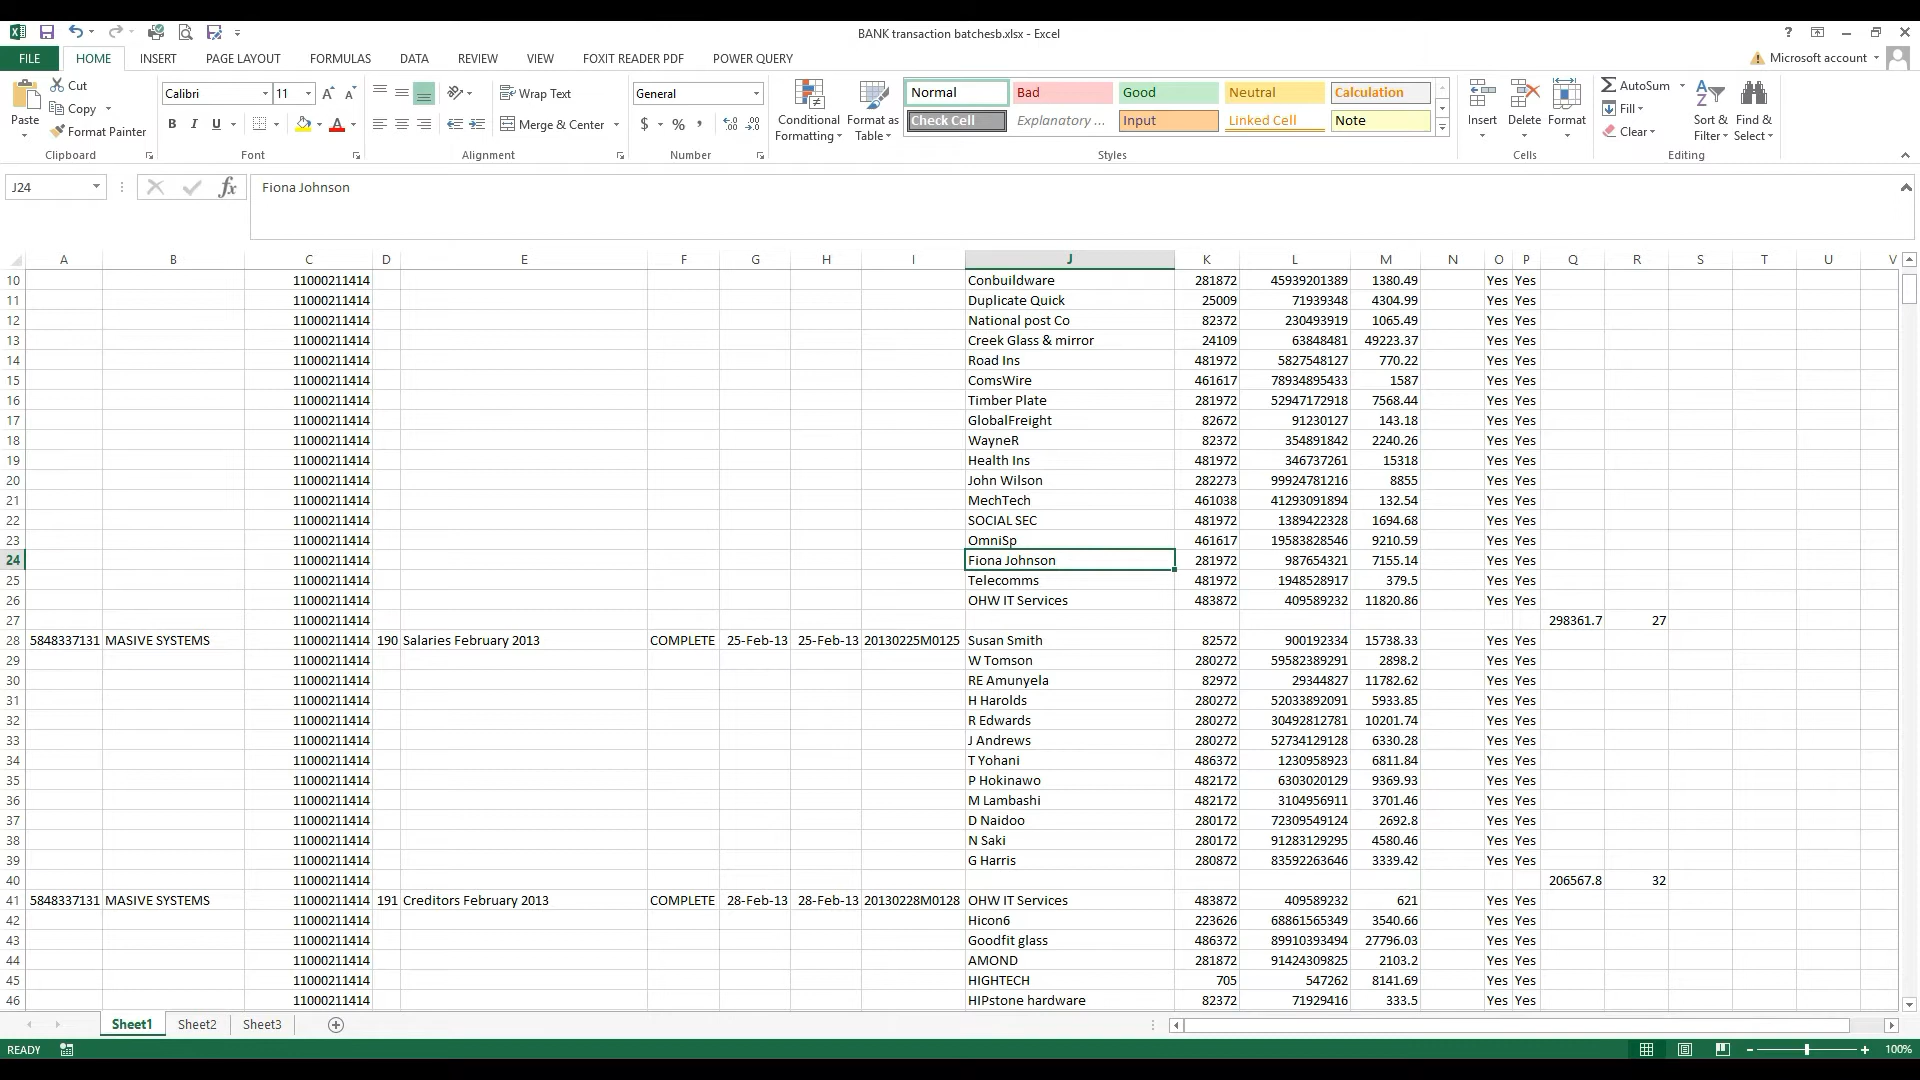 BANK transaction batchesb.xlsx - Excel
?
FILE HOME INSERT PAGE LAYOUT FORMULAS DATA REVIEW VIEW FOXIT READER PDF POWER QUERY Microsoft account
Paste Cut Copy Format Painter Clipboard
Calibri 11 A A B I U A Font
Wrap Text Merge & Center Alignment
General $ % , .00 Number
Conditional Formatting Format as Table
Normal Bad Good Neutral Calculation
Check Cell Explanatory ... Input Linked Cell Note
Styles
Insert Delete Format Cells
AutoSum Fill Clear Sort & Filter Find & Select Editing
J24 fx Fiona Johnson
A B C D E F G H I J K L M N O P Q R S T U V
10 11000211414 Conbuildware 281872 45939201389 1380.49 Yes Yes
11 11000211414 Duplicate Quick 25009 71939348 4304.99 Yes Yes
12 11000211414 National post Co 82372 230493919 1065.49 Yes Yes
13 11000211414 Creek Glass & mirror 24109 63848481 49223.37 Yes Yes
14 11000211414 Road Ins 481972 5827548127 770.22 Yes Yes
15 11000211414 ComsWire 461617 78934895433 1587 Yes Yes
16 11000211414 Timber Plate 281972 52947172918 7568.44 Yes Yes
17 11000211414 GlobalFreight 82672 91230127 143.18 Yes Yes
18 11000211414 WayneR 82372 354891842 2240.26 Yes Yes
19 11000211414 Health Ins 481972 346737261 15318 Yes Yes
20 11000211414 John Wilson 282273 99924781216 8855 Yes Yes
21 11000211414 MechTech 461038 41293091894 132.54 Yes Yes
22 11000211414 SOCIAL SEC 481972 1389422328 1694.68 Yes Yes
23 11000211414 OmniSp 461617 19583828546 9210.59 Yes Yes
24 11000211414 Fiona Johnson 281972 987654321 7155.14 Yes Yes
25 11000211414 Telecomms 481972 1948528917 379.5 Yes Yes
26 11000211414 OHW IT Services 483872 409589232 11820.86 Yes Yes
27 11000211414 298361.7 27
28 5848337131 MASIVE SYSTEMS 11000211414 190 Salaries February 2013 COMPLETE 25-Feb-13 25-Feb-13 20130225M0125 Susan Smith 82572 900192334 15738.33 Yes Yes
29 11000211414 W Tomson 280272 59582389291 2898.2 Yes Yes
30 11000211414 RE Amunyela 82972 29344827 11782.62 Yes Yes
31 11000211414 H Harolds 280272 52033892091 5933.85 Yes Yes
32 11000211414 R Edwards 280272 30492812781 10201.74 Yes Yes
33 11000211414 J Andrews 280272 52734129128 6330.28 Yes Yes
34 11000211414 T Yohani 486372 1230958923 6811.84 Yes Yes
35 11000211414 P Hokinawo 482172 6303020129 9369.93 Yes Yes
36 11000211414 M Lambashi 482172 3104956911 3701.46 Yes Yes
37 11000211414 D Naidoo 280172 72309549124 2692.8 Yes Yes
38 11000211414 N Saki 280172 91283129295 4580.46 Yes Yes
39 11000211414 G Harris 280872 83592263646 3339.42 Yes Yes
40 11000211414 206567.8 32
41 5848337131 MASIVE SYSTEMS 11000211414 191 Creditors February 2013 COMPLETE 28-Feb-13 28-Feb-13 20130228M0128 OHW IT Services 483872 409589232 621 Yes Yes
42 11000211414 Hicon6 223626 68861565349 3540.66 Yes Yes
43 11000211414 Goodfit glass 486372 89910393494 27796.03 Yes Yes
44 11000211414 AMOND 281872 91424309825 2103.2 Yes Yes
45 11000211414 HIGHTECH 705 547262 8141.69 Yes Yes
46 11000211414 HIPstone hardware 82372 71929416 333.5 Yes Yes
Sheet1 Sheet2 Sheet3
READY 100%